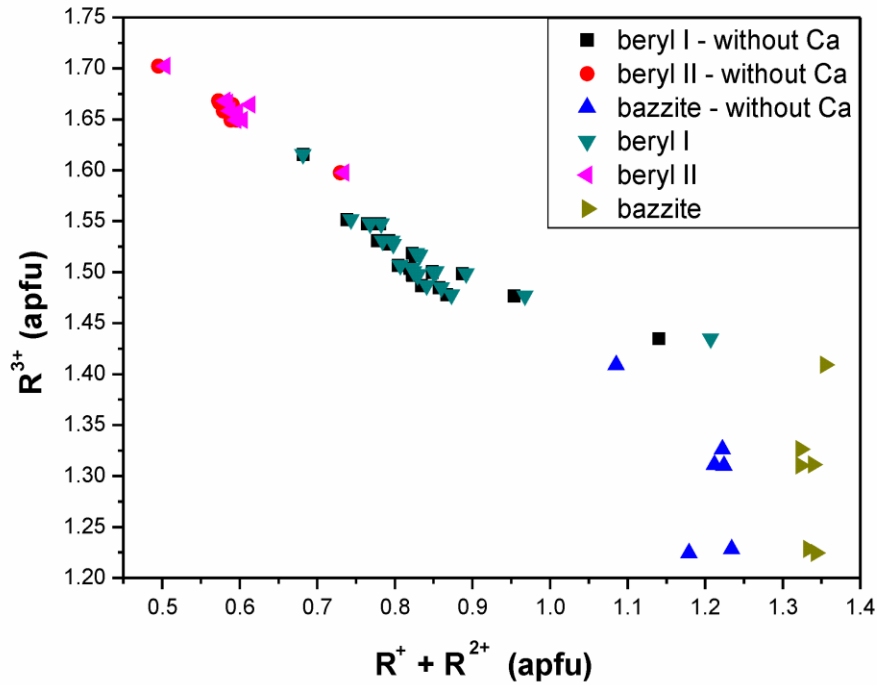 1.75
1.70
1.65
1.60
1.55
1.50
1.45
1.40
1.35
1.30
1.25
1.20
R³⁺ (apfu)
beryl I - without Ca
beryl II - without Ca
bazzite - without Ca
beryl I
beryl II
bazzite
0.5 0.6 0.7 0.8 0.9 1.0 1.1 1.2 1.3 1.4
R⁺ + R²⁺ (apfu)